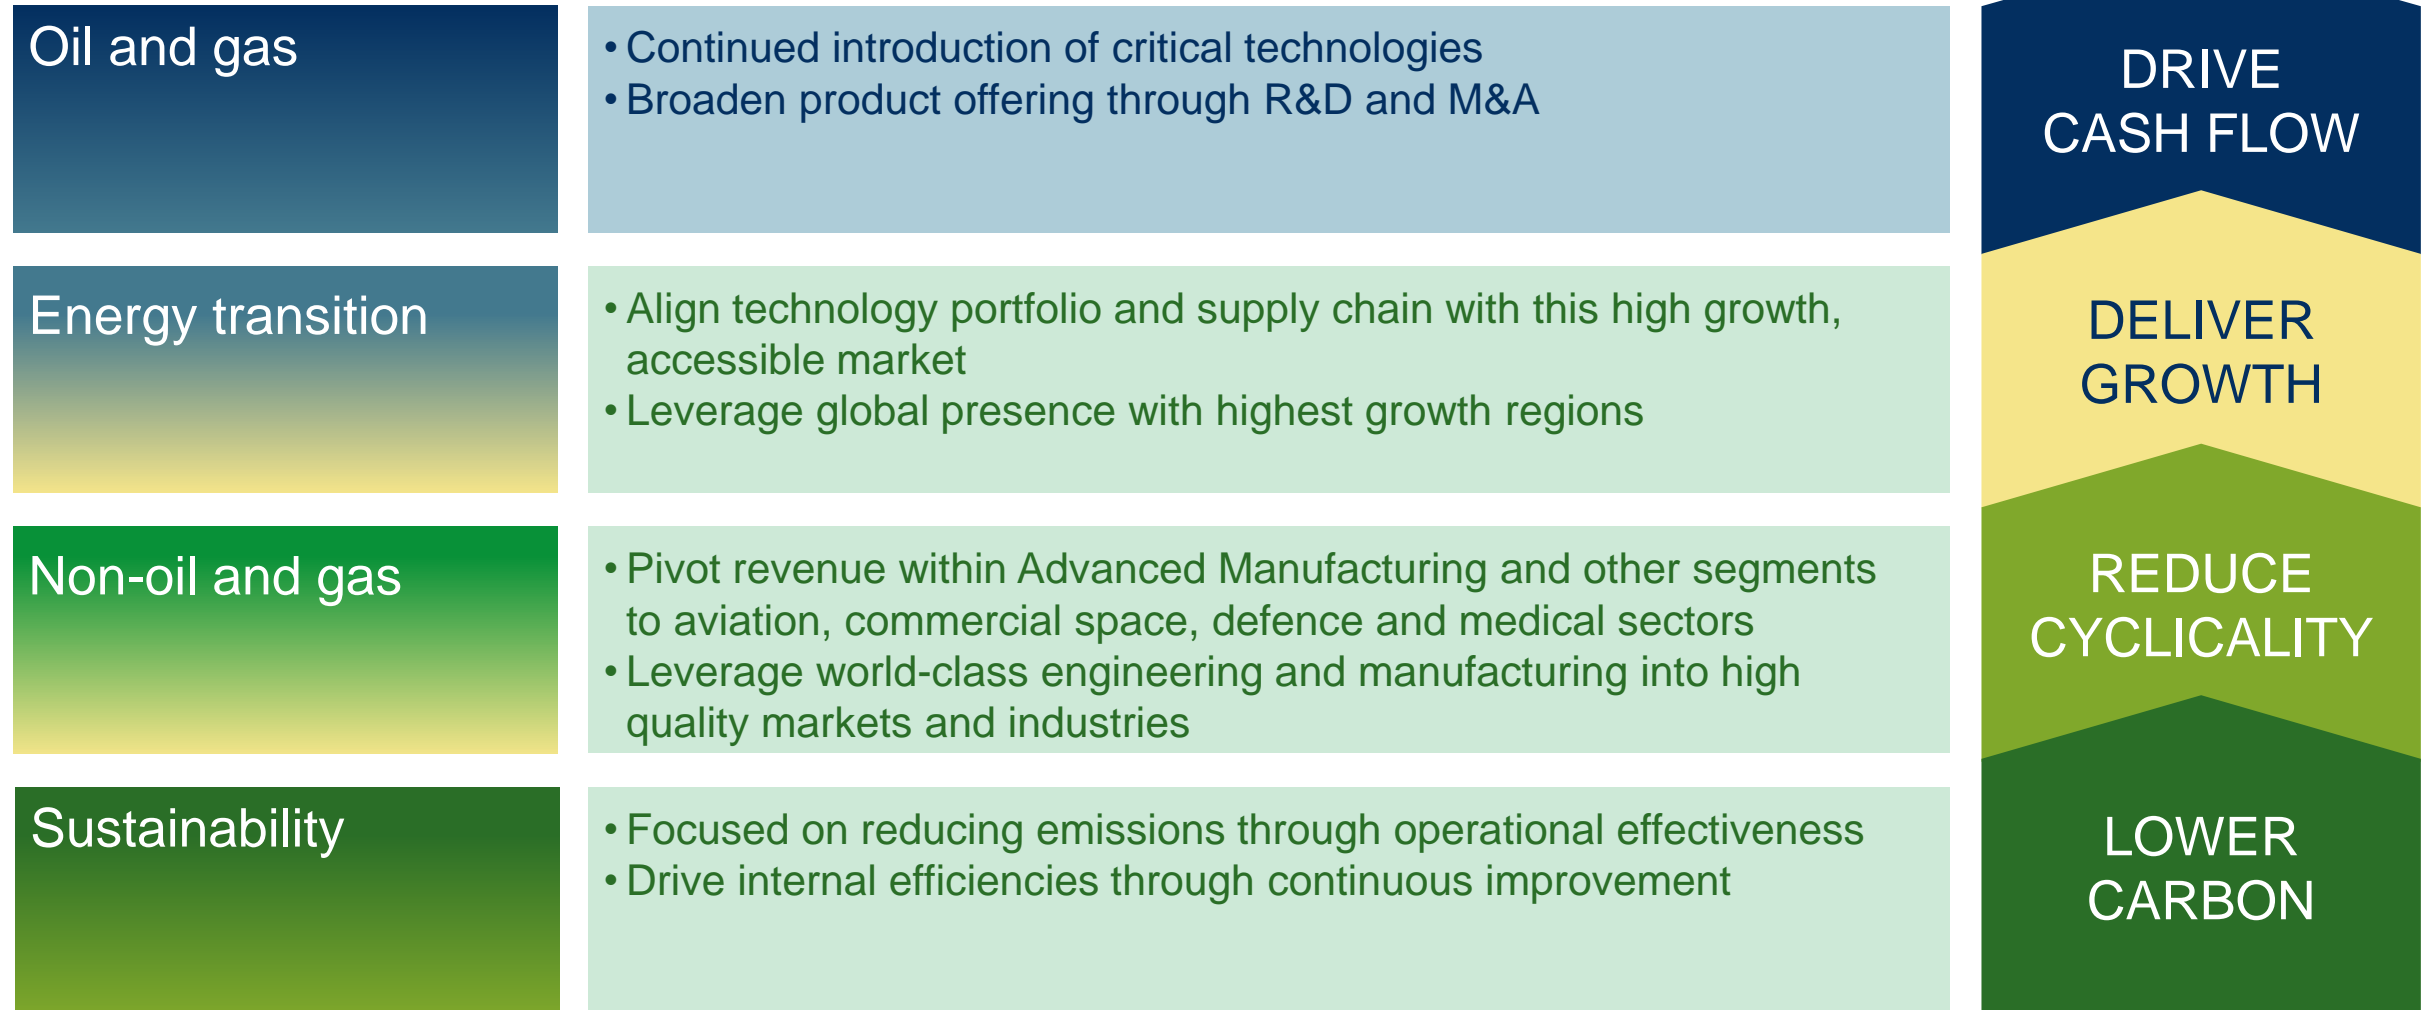 Oil and gas
• Continued introduction of critical technologies
• Broaden product offering through R&D and M&A
DRIVE
CASH FLOW
Energy transition
• Align technology portfolio and supply chain with this high growth,
accessible market
• Leverage global presence with highest growth regions
DELIVER
GROWTH
Non-oil and gas
• Pivot revenue within Advanced Manufacturing and other segments
to aviation, commercial space, defence and medical sectors
• Leverage world-class engineering and manufacturing into high
quality markets and industries
REDUCE
CYCLICALITY
Sustainability
• Focused on reducing emissions through operational effectiveness
• Drive internal efficiencies through continuous improvement
LOWER
CARBON